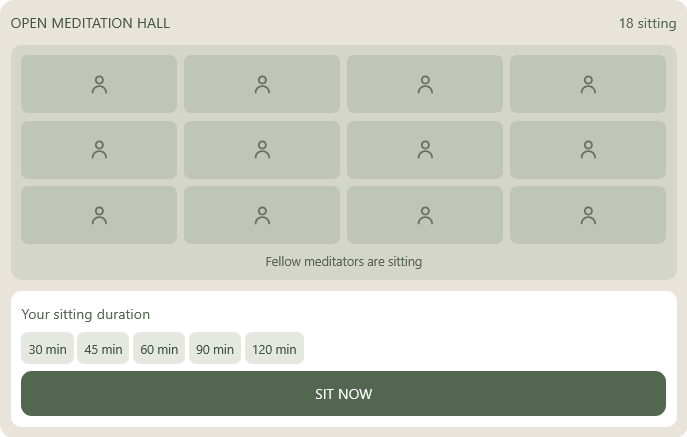 OPEN MEDITATION HALL
18 sitting
Fellow meditators are sitting
Your sitting duration
30 min 45 min 60 min 90 min 120 min
SIT NOW